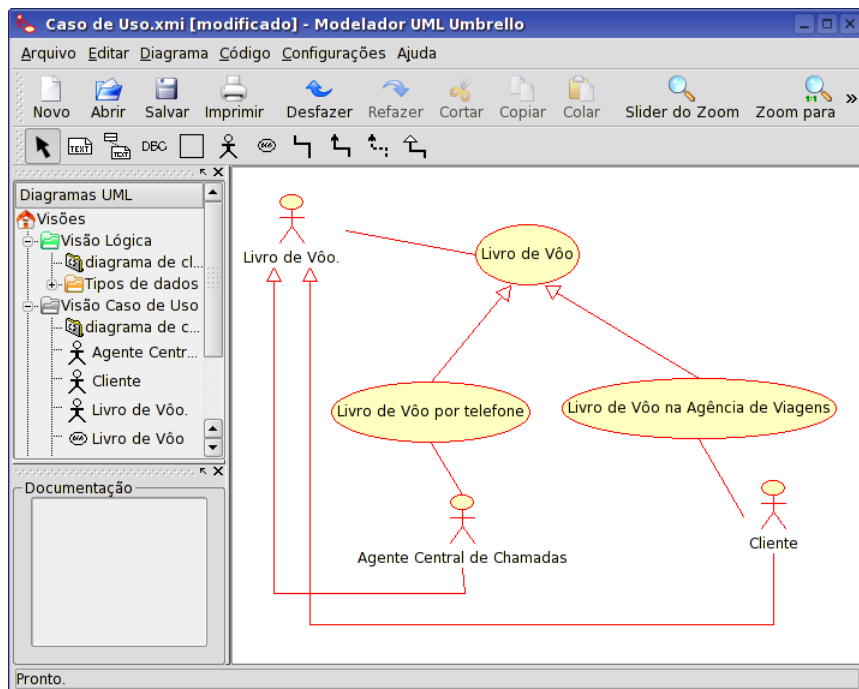 Caso de Uso.xmi [modificado] - Modelador UML Umbrello
Arquivo Editar Diagrama Código Configurações Ajuda
Novo Abrir Salvar Imprimir Desfazer Refazer Cortar Copiar Colar Slider do Zoom Zoom para »
TEXT TEXT DBC
Diagramas UML
Visões
Visão Lógica
diagrama de cl...
Tipos de dados
Visão Caso de Uso
diagrama de c...
Agente Centr...
Cliente
Livro de Vôo.
Livro de Vôo
Documentação
Livro de Vôo.
Livro de Vôo
Livro de Vôo por telefone
Livro de Vôo na Agência de Viagens
Agente Central de Chamadas
Cliente
Pronto.